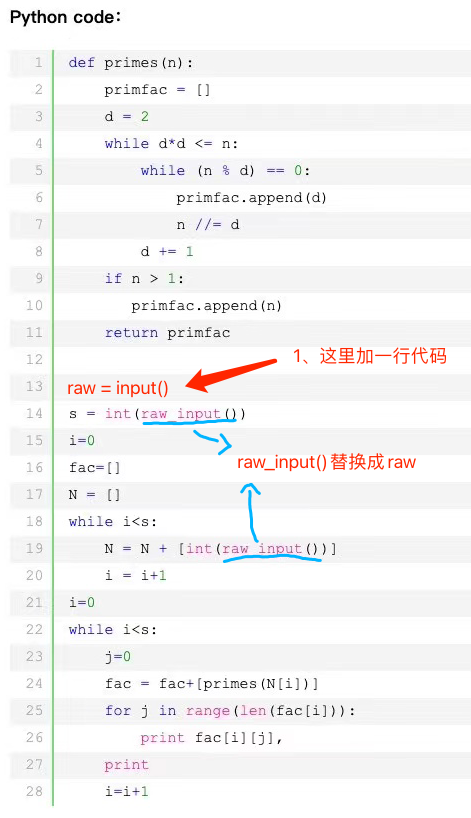 Python code：
1 def primes(n):
2 primfac = []
3 d = 2
4 while d*d <= n:
5 while (n % d) == 0:
6 primfac.append(d)
7 n //= d
8 d += 1
9 if n > 1:
10 primfac.append(n)
11 return primfac
12 1、这里加一行代码
13 raw = input()
14 s = int(raw_input())
15 i=0
16 fac=[] raw_input() 替换成 raw
17 N = []
18 while i<s:
19 N = N + [int(raw_input())]
20 i = i+1
21 i=0
22 while i<s:
23 j=0
24 fac = fac+[primes(N[i])]
25 for j in range(len(fac[i])):
26 print fac[i][j],
27 print
28 i=i+1